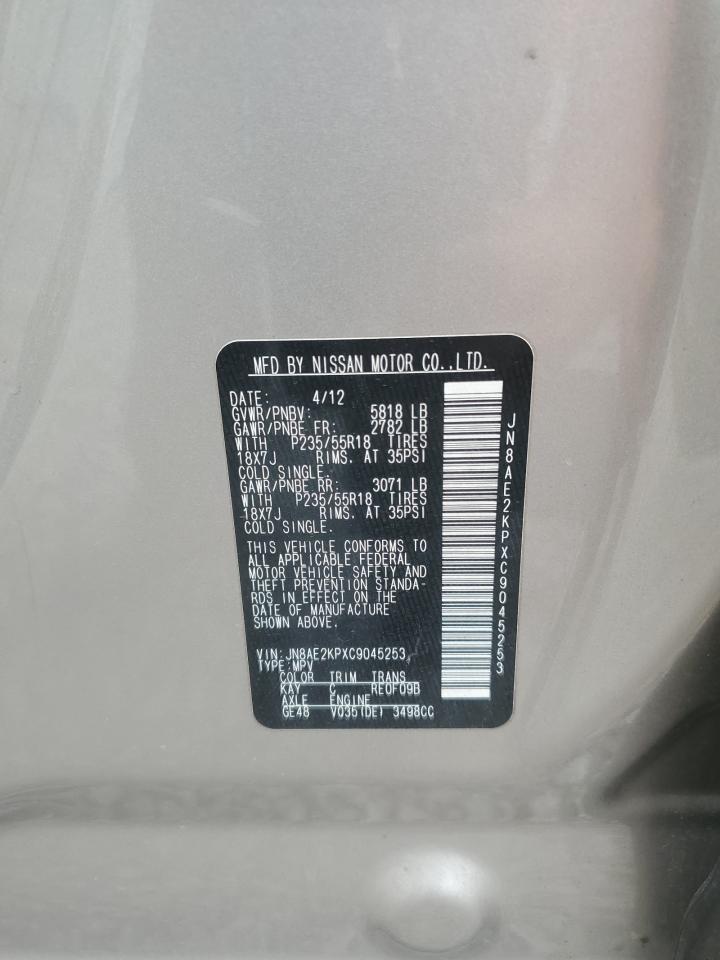 MFD BY NISSAN MOTOR CO.,LTD.
DATE: 4/12
GVWR/PNBV: 5818 LB
GAWR/PNBE FR: 2782 LB
WITH P235/55R18 TIRES
18X7J RIMS. AT 35PSI
COLD SINGLE.
GAWR/PNBE RR: 3071 LB
WITH P235/55R18 TIRES
18X7J RIMS. AT 35PSI
COLD SINGLE.
THIS VEHICLE CONFORMS TO
ALL APPLICABLE FEDERAL
MOTOR VEHICLE SAFETY AND
THEFT PREVENTION STANDA-
RDS IN EFFECT ON THE
DATE OF MANUFACTURE
SHOWN ABOVE.
VIN:JN8AE2KPXC9045253
TYPE:MPV
COLOR TRIM TRANS
KAY C RE0F09B
AXLE ENGINE
GE48 VQ35(DE) 3498CC
JN8AE2KPXC9045253